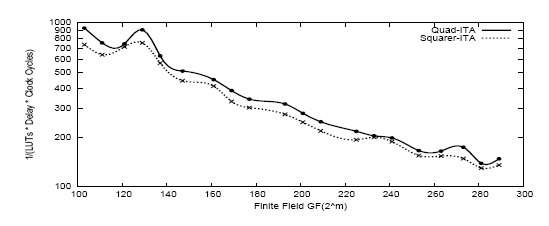 1000
900
800
700
600
500
400
300
200
100
1/(LUTs * Delay * Clock Cycles)
Quad-ITA
Squarer-ITA
100 120 140 160 180 200 220 240 260 280 300
Finite Field GF(2^m)